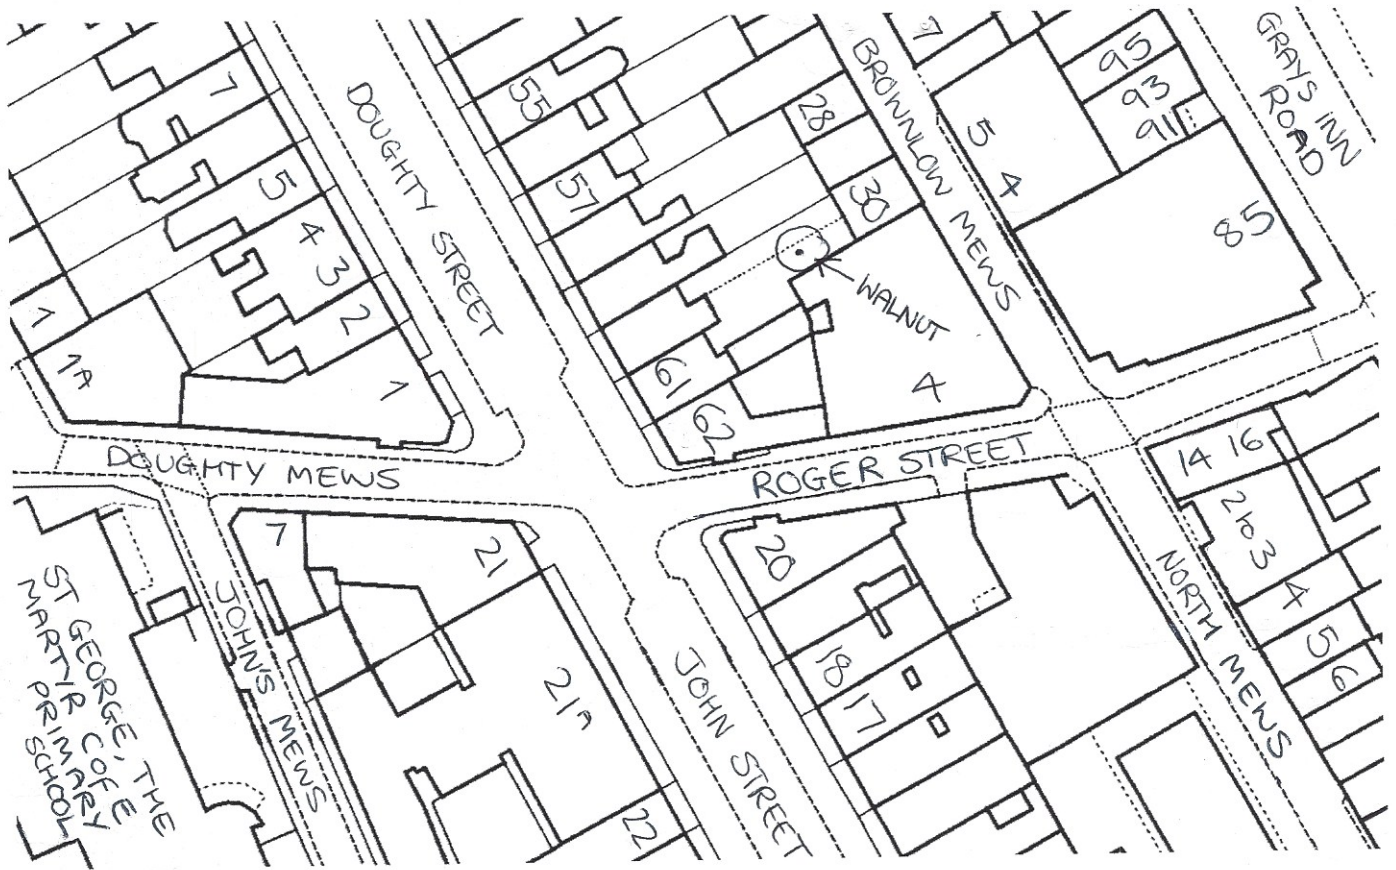 7
5
4
3
2
1
1
1A
DOUGHTY
STREET
55
57
61
62
28
30
BROWNLOW MEWS
WALNUT
4
7
5
4
95
93
91
85
GRAYS INN
ROAD
DOUGHTY MEWS
ROGER STREET
14 16
2 TO 3
4
5
6
NORTH MEWS
7
21
21A
22
20
18
17
JOHN STREET
JOHN'S MEWS
ST GEORGE, THE
MARTYR C OF E
PRIMARY
SCHOOL